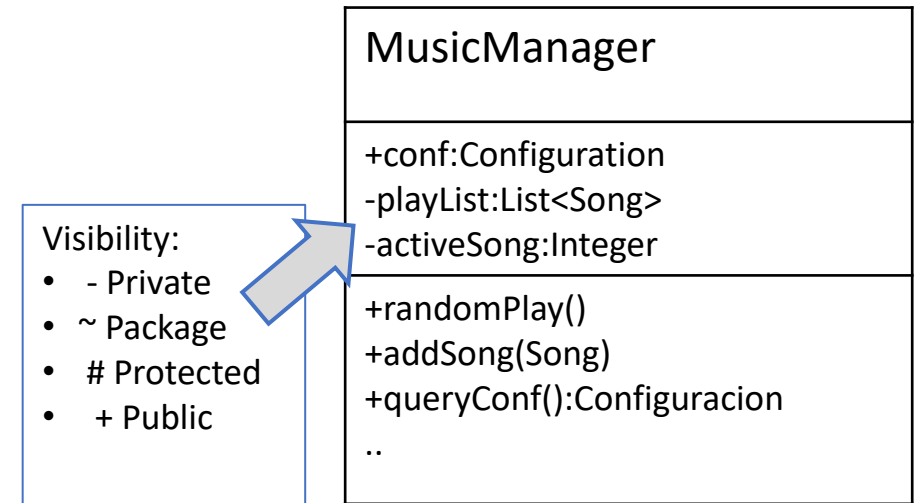 MusicManager
+conf:Configuration
-playList:List<Song>
-activeSong:Integer
+randomPlay()
+addSong(Song)
+queryConf():Configuracion
..
Visibility:
• - Private
• ~ Package
• # Protected
• + Public